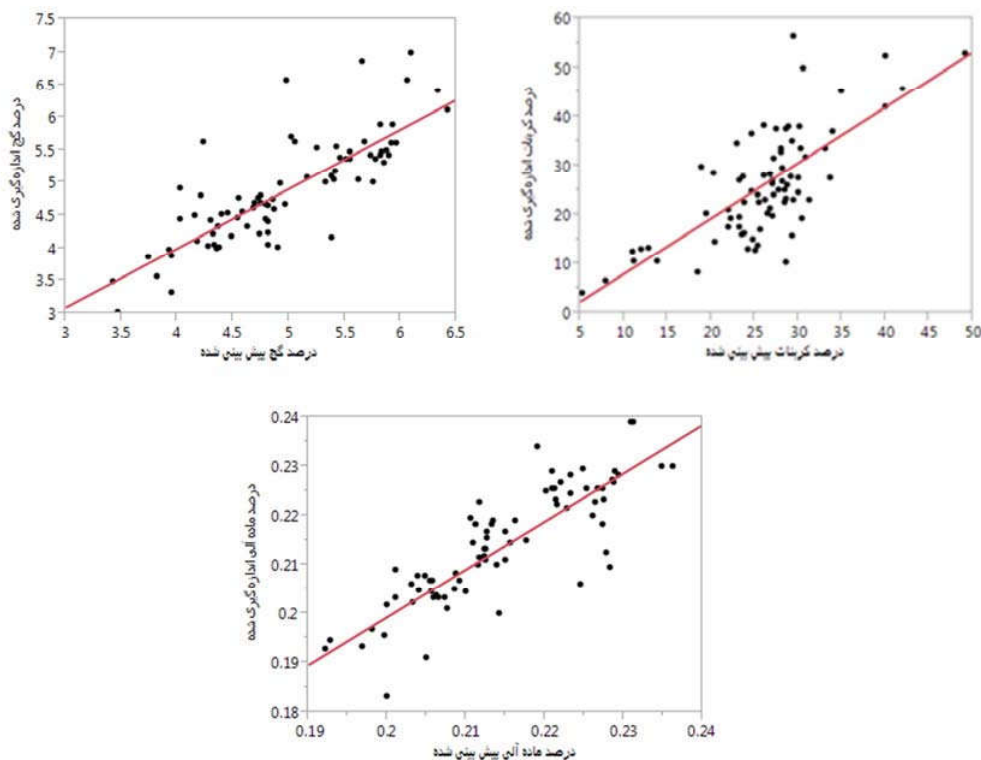 7.5
7
6.5
6
5.5
5
4.5
4
3.5
3
درصد گچ اندازه‌گیری شده
3 3.5 4 4.5 5 5.5 6 6.5
درصد گچ پیش بینی شده
60
50
40
30
20
10
0
درصد کربنات اندازه‌گیری شده
5 10 15 20 25 30 35 40 45 50
درصد کربنات پیش بینی شده
0.24
0.23
0.22
0.21
0.2
0.19
0.18
درصد ماده آلی اندازه‌گیری شده
0.19 0.2 0.21 0.22 0.23 0.24
درصد ماده آلی پیش بینی شده